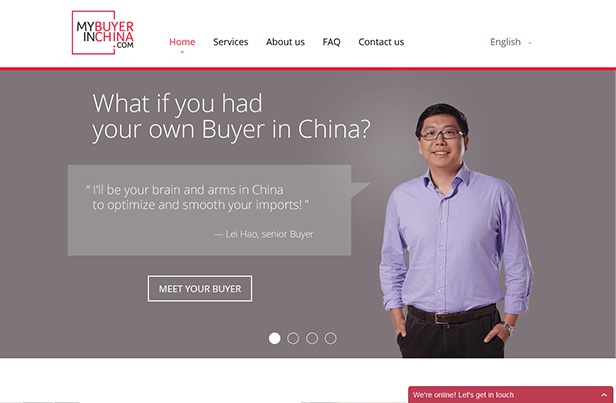 MYBUYER
INCHINA
.COM
Home Services About us FAQ Contact us English
What if you had
your own Buyer in China?
“ I'll be your brain and arms in China
to optimize and smooth your imports! ”
— Lei Hao, senior Buyer
MEET YOUR BUYER
We're online! Let's get in touch